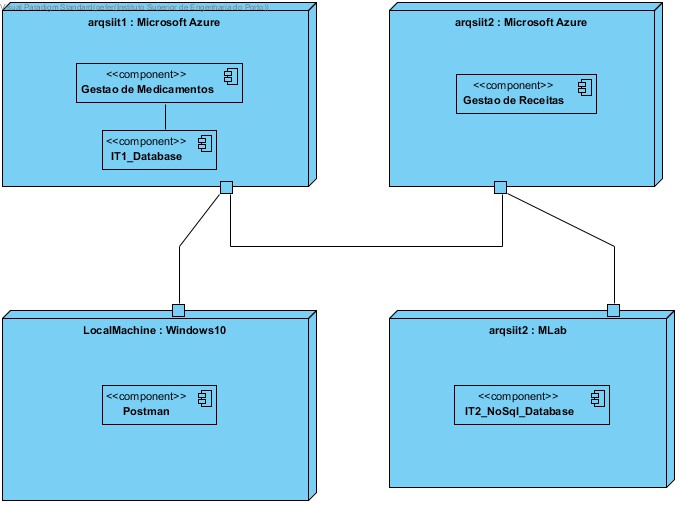 Visual Paradigm Standard(peter(Instituto Superior de Engenharia do Porto))
arqsiit1 : Microsoft Azure
<<component>>
Gestao de Medicamentos
<<component>>
IT1_Database
arqsiit2 : Microsoft Azure
<<component>>
Gestao de Receitas
LocalMachine : Windows10
<<component>>
Postman
arqsiit2 : MLab
<<component>>
IT2_NoSql_Database